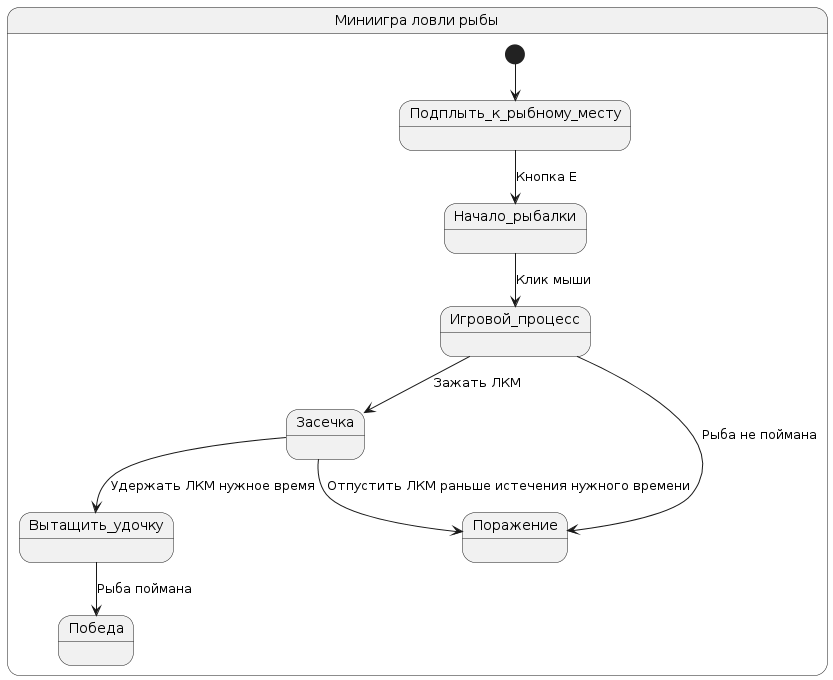 Миниигра ловли рыбы
Подплыть_к_рыбному_месту
Кнопка E
Начало_рыбалки
Клик мыши
Игровой_процесс
Зажать ЛКМ
Засечка
Рыба не поймана
Удержать ЛКМ нужное время
Отпустить ЛКМ раньше истечения нужного времени
Вытащить_удочку
Поражение
Рыба поймана
Победа